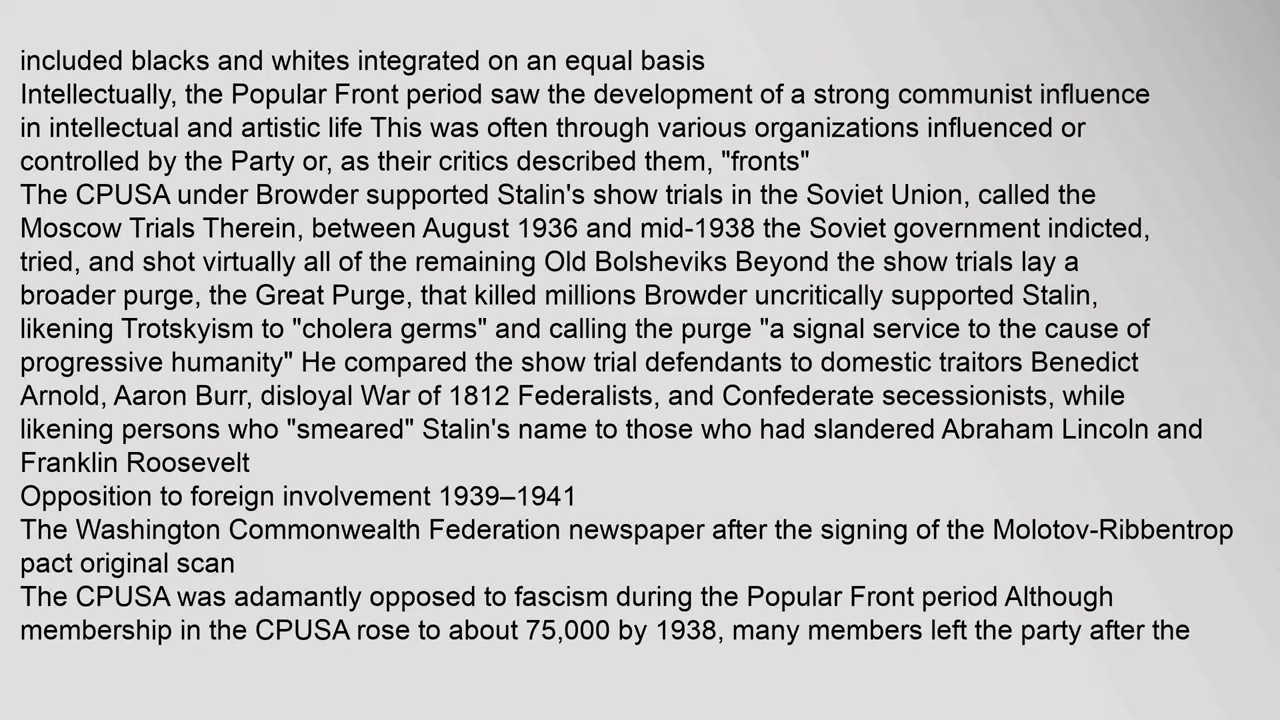 included blacks and whites integrated on an equal basis
Intellectually, the Popular Front period saw the development of a strong communist influence
in intellectual and artistic life This was often through various organizations influenced or
controlled by the Party or, as their critics described them, "fronts"
The CPUSA under Browder supported Stalin's show trials in the Soviet Union, called the
Moscow Trials Therein, between August 1936 and mid-1938 the Soviet government indicted,
tried, and shot virtually all of the remaining Old Bolsheviks Beyond the show trials lay a
broader purge, the Great Purge, that killed millions Browder uncritically supported Stalin,
likening Trotskyism to "cholera germs" and calling the purge "a signal service to the cause of
progressive humanity" He compared the show trial defendants to domestic traitors Benedict
Arnold, Aaron Burr, disloyal War of 1812 Federalists, and Confederate secessionists, while
likening persons who "smeared" Stalin's name to those who had slandered Abraham Lincoln and
Franklin Roosevelt
Opposition to foreign involvement 1939–1941
The Washington Commonwealth Federation newspaper after the signing of the Molotov-Ribbentrop
pact original scan
The CPUSA was adamantly opposed to fascism during the Popular Front period Although
membership in the CPUSA rose to about 75,000 by 1938, many members left the party after the